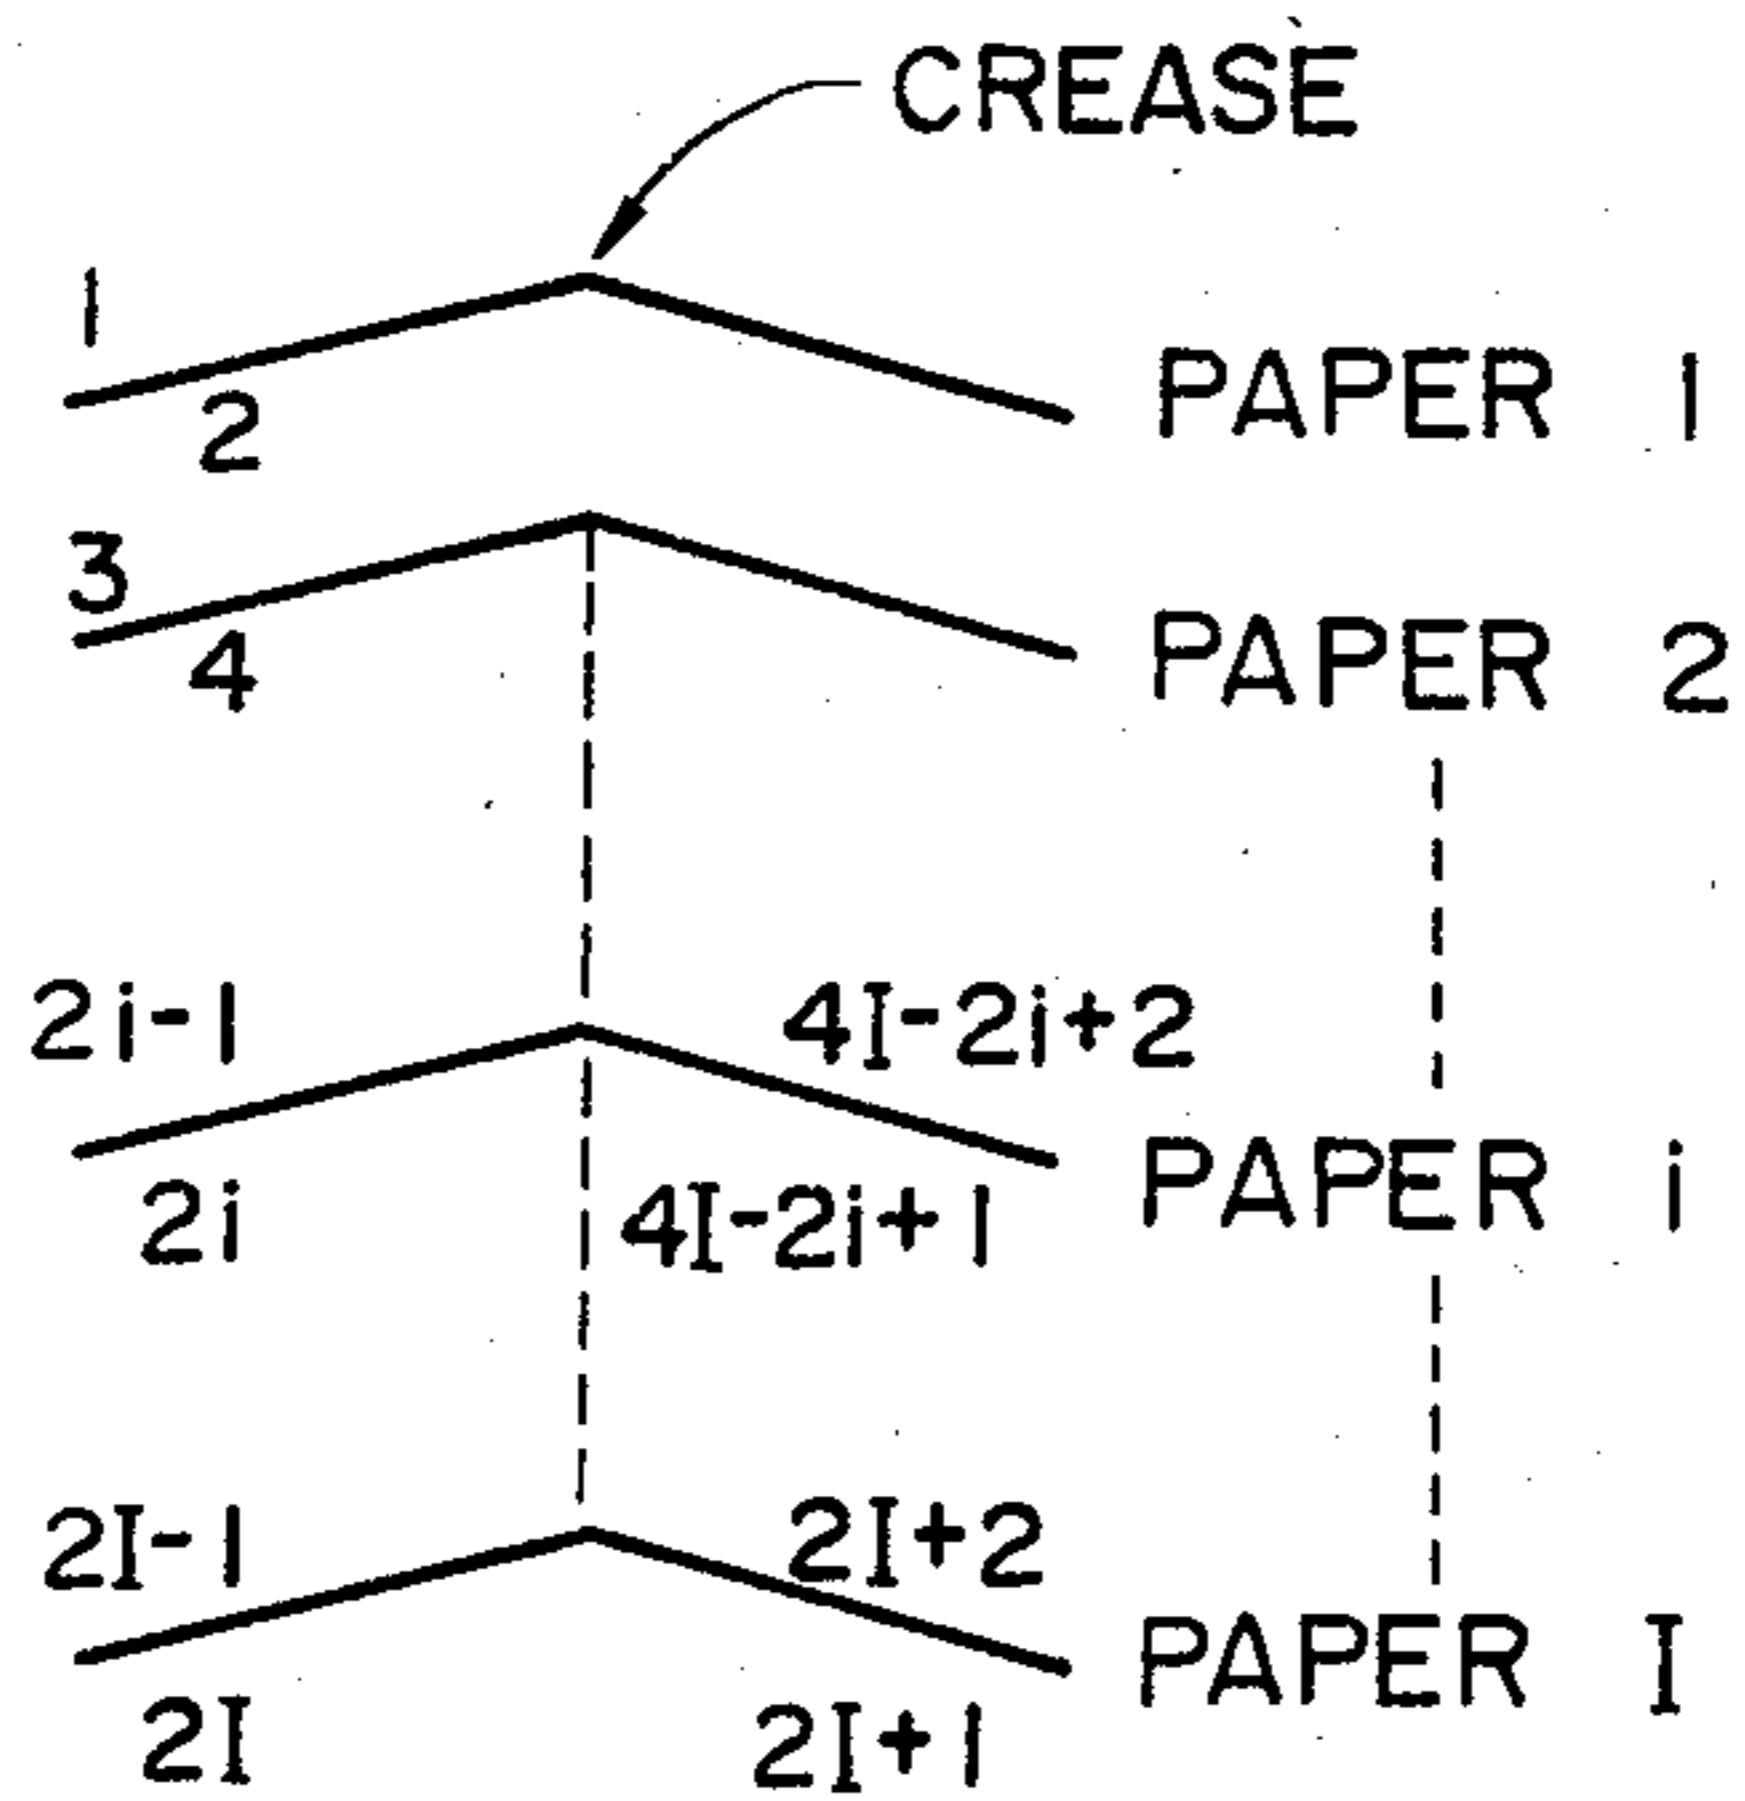 CREASE
1
2
PAPER 1
3
4
PAPER 2
2i-1 4I-2i+2
2i 4I-2i+1 PAPER i
2I-1 2I+2
PAPER I
2I 2I+1